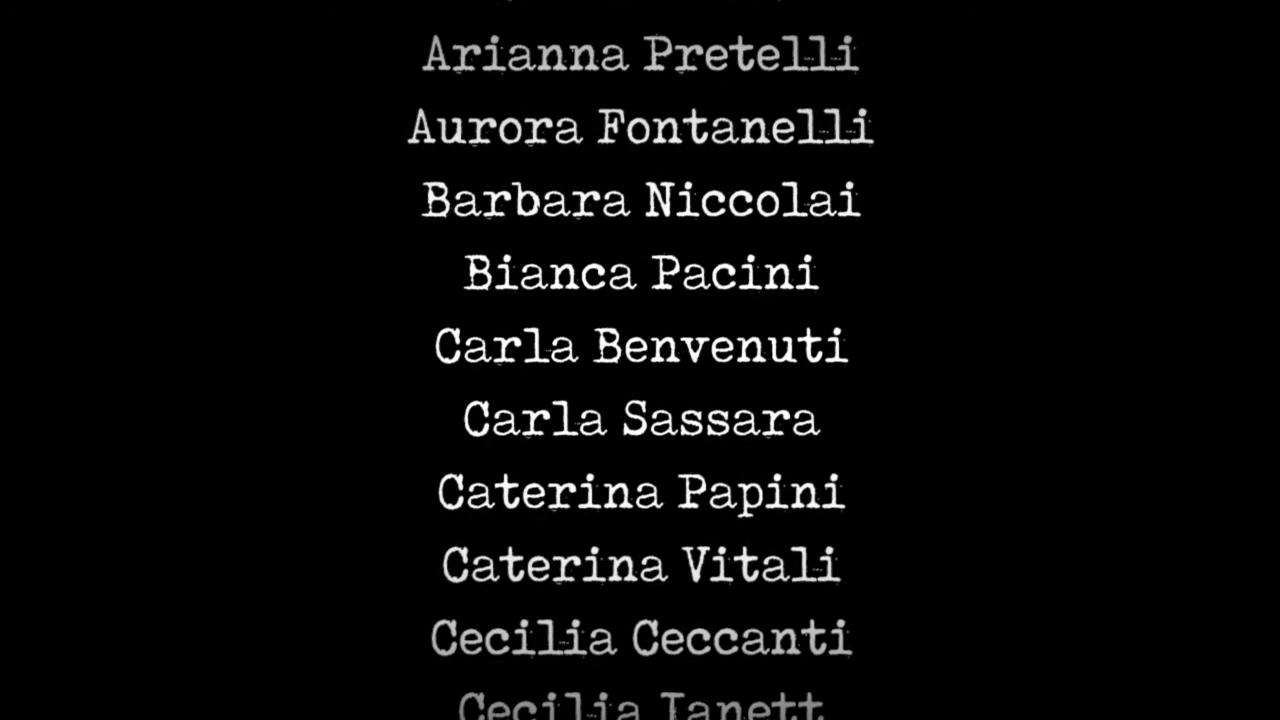 Arianna Pretelli
Aurora Fontanelli
Barbara Niccolai
Bianca Pacini
Carla Benvenuti
Carla Sassara
Caterina Papini
Caterina Vitali
Cecilia Ceccanti
Cecilia